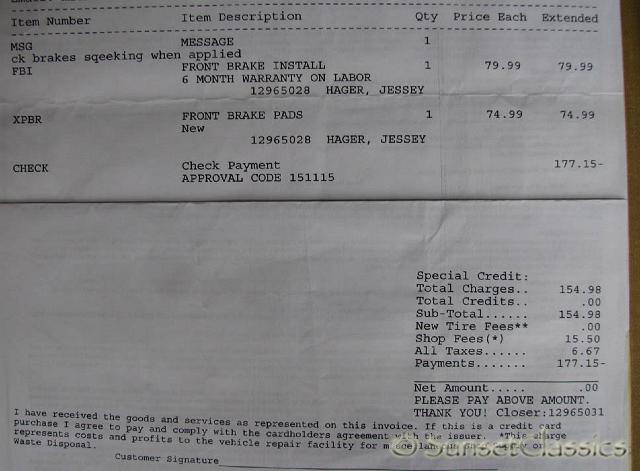 Item Number Item Description Qty Price Each Extended
MSG MESSAGE 1
ck brakes sqeeking when applied
FBI FRONT BRAKE INSTALL 1 79.99 79.99
6 MONTH WARRANTY ON LABOR
12965028 HAGER, JESSEY
XPBR FRONT BRAKE PADS 1 74.99 74.99
New
12965028 HAGER, JESSEY
CHECK Check Payment 177.15-
APPROVAL CODE 151115
Special Credit:
Total Charges.. 154.98
Total Credits.. .00
Sub-Total...... 154.98
New Tire Fees** .00
Shop Fees(*) 15.50
All Taxes...... 6.67
Payments....... 177.15-
Net Amount..... .00
PLEASE PAY ABOVE AMOUNT.
THANK YOU! Closer:12965031
I have received the goods and services as represented on this invoice. If this is a credit card
purchase I agree to pay and comply with the cardholders agreement with the issuer. *This charge
represents costs and profits to the vehicle repair facility for or
Waste Disposal.
Customer Signature
©SunsetClassics